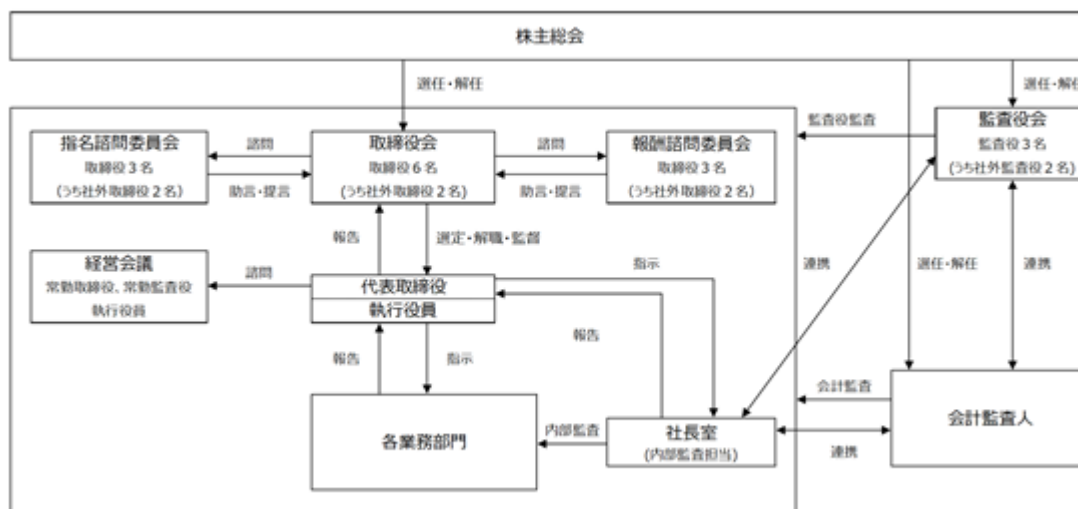 株主総会
選任・解任
選任・解任
指名諮問委員会
取締役3名
(うち社外取締役2名)
諮問
助言・提言
取締役会
取締役6名
(うち社外取締役2名)
諮問
助言・提言
報酬諮問委員会
取締役3名
(うち社外取締役2名)
監査役監査
監査役会
監査役3名
(うち社外監査役2名)
報告
選定・解職・監督
経営会議
常勤取締役、常勤監査役
執行役員
諮問
代表取締役
執行役員
指示
連携
選任・解任
連携
報告
指示
報告
各業務部門
内部監査
社長室
(内部監査担当)
会計監査
連携
会計監査人